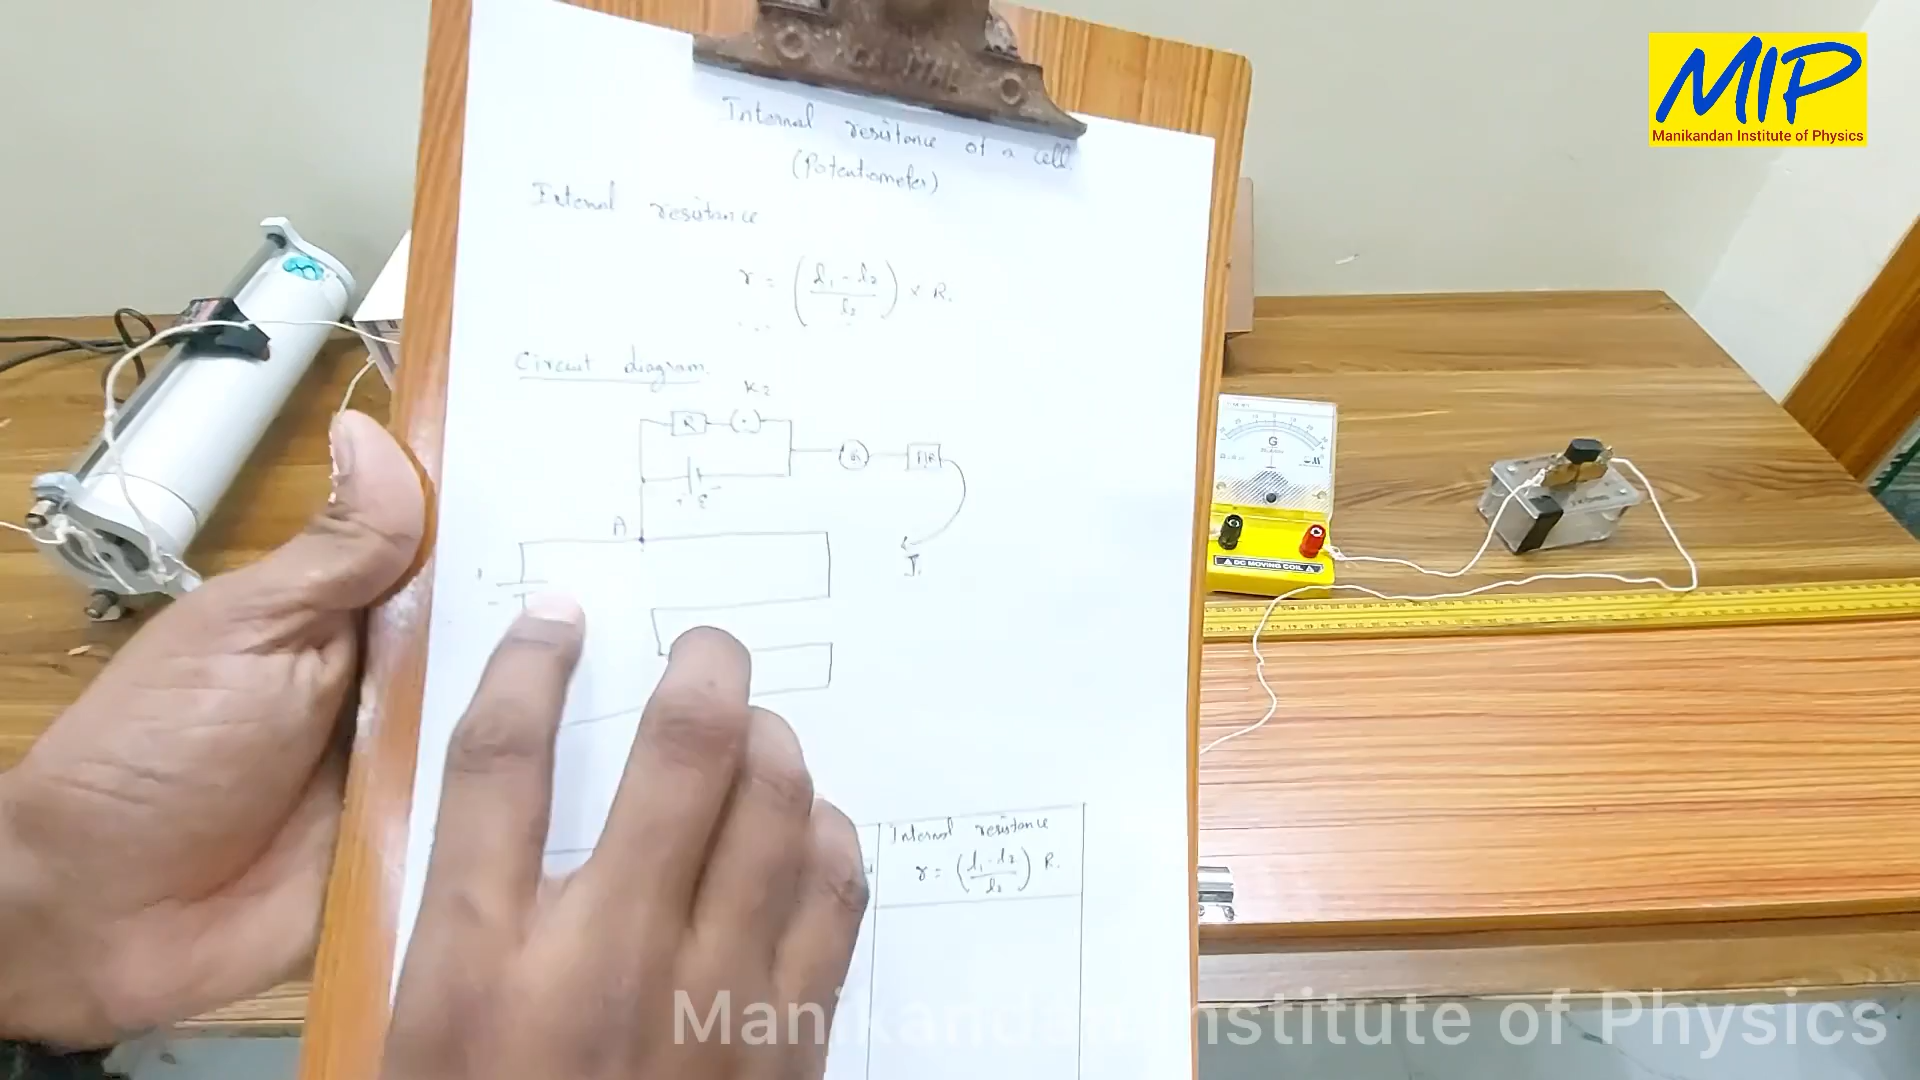 MIP
Manikandan Institute of Physics
Internal resistance of a cell.
(Potentiometer)
Internal resistance
r = (l₁ - l₂ / l₂) × R.
Circuit diagram.
K₂
R
G
HR
+ E -
A
J.
+
-
G
DC MOVING COIL
Internal resistance
r = (l₁ - l₂ / l₂) R.
Manikandan Institute of Physics